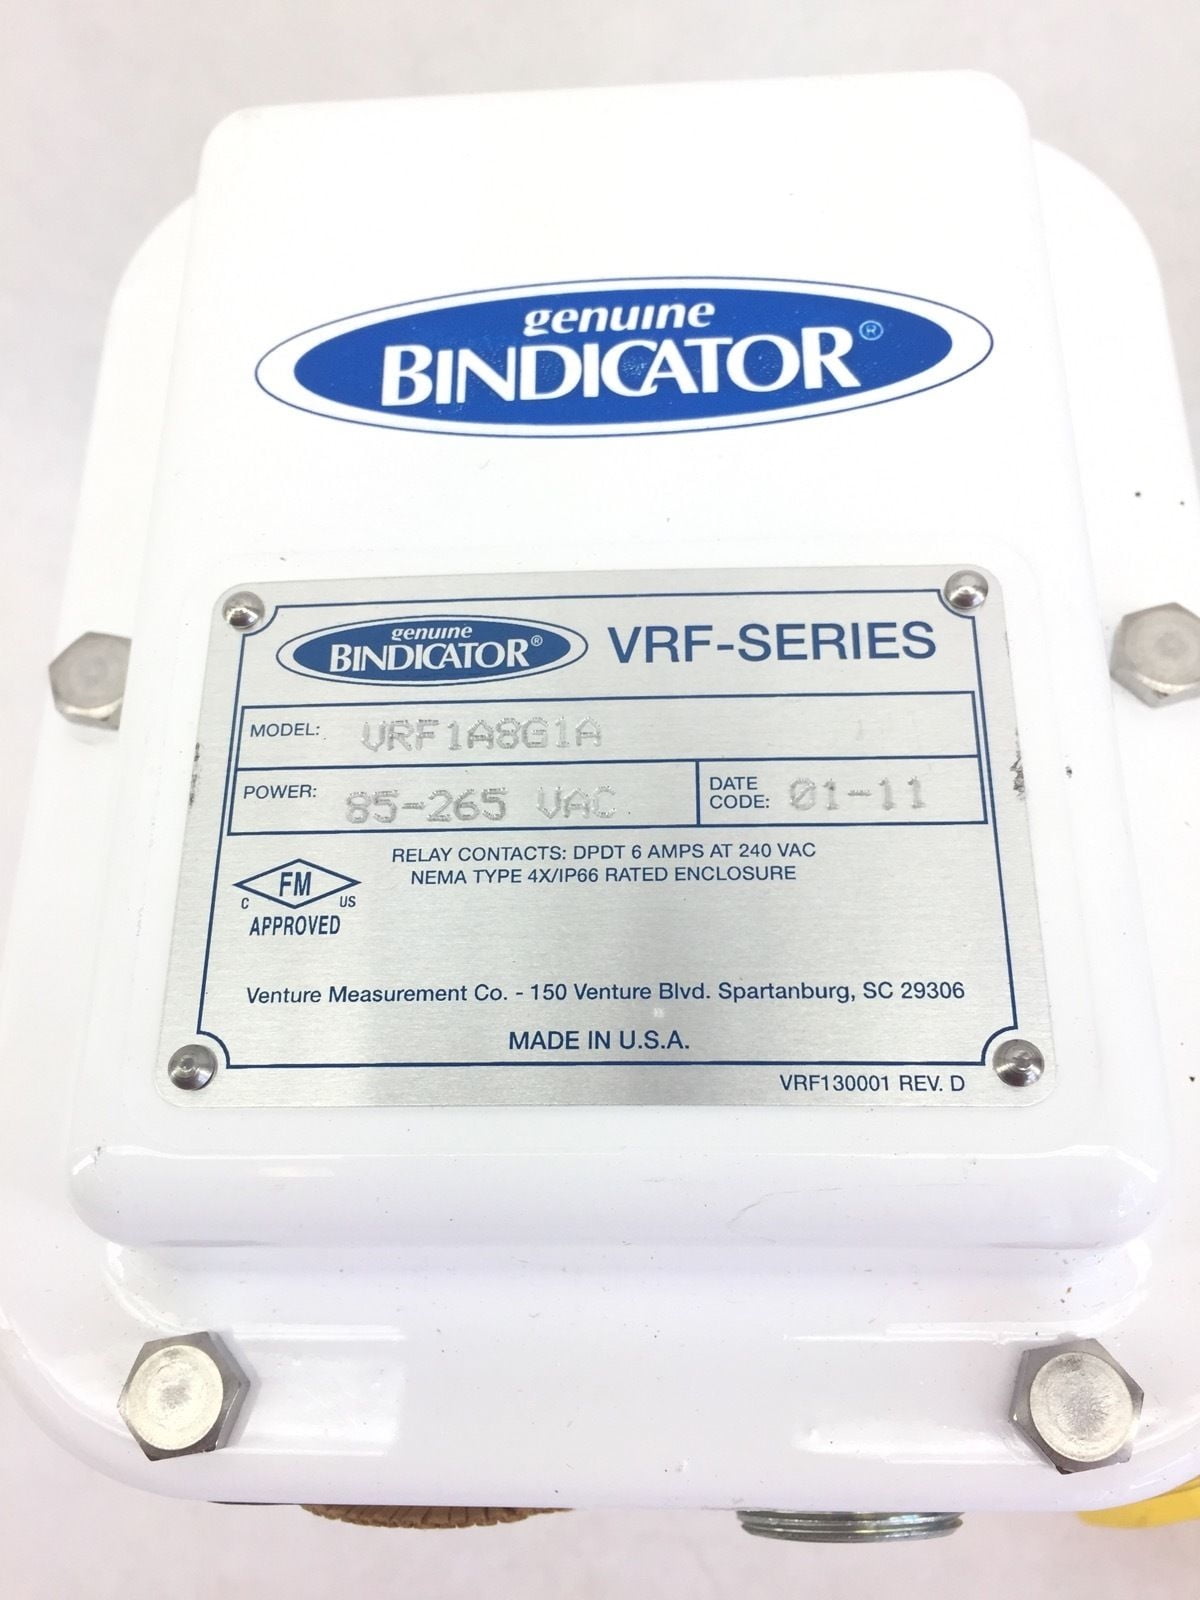 genuine
BINDICATOR®
genuine
BINDICATOR®
VRF-SERIES
MODEL: VRF1A8G1A
POWER: 85-265 VAC
DATE
CODE: 01-11
RELAY CONTACTS: DPDT 6 AMPS AT 240 VAC
NEMA TYPE 4X/IP66 RATED ENCLOSURE
FM
C US
APPROVED
Venture Measurement Co. - 150 Venture Blvd. Spartanburg, SC 29306
MADE IN U.S.A.
VRF130001 REV. D